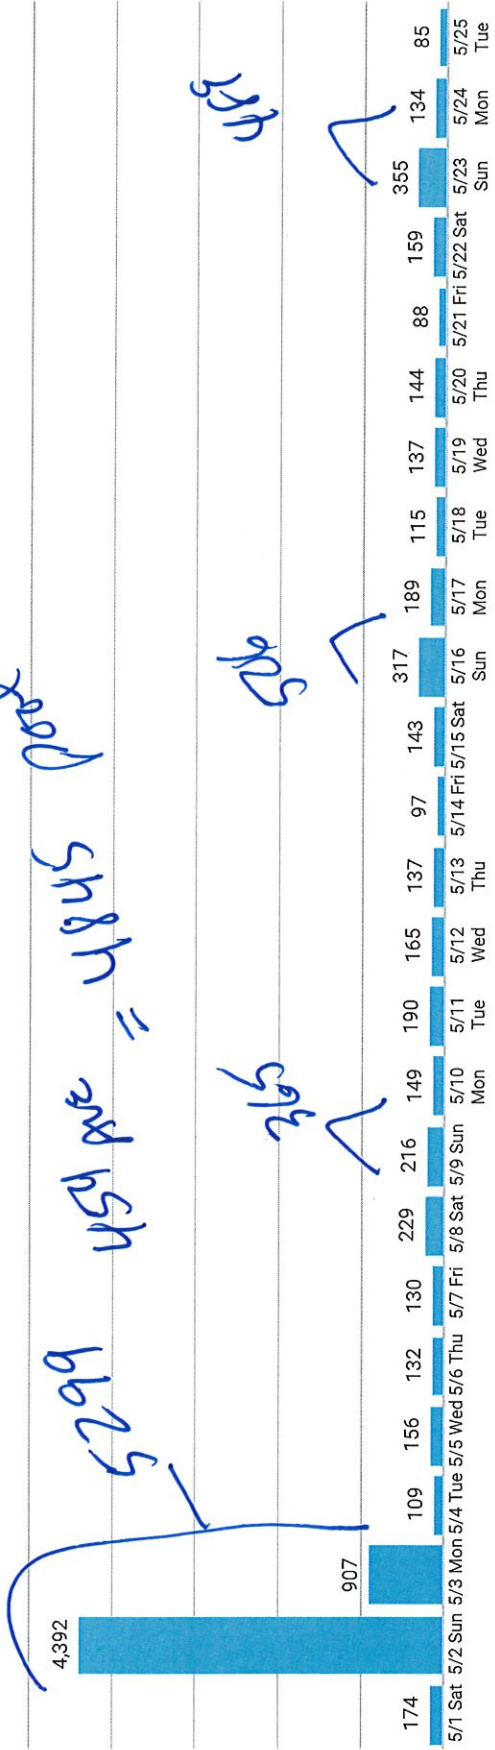 5299 454 = 4845
365 506 489
174 4,392 907 109 156 132 130 229 216 149 190 165 137 97 143 317 189 115 137 144 88 159 355 134 85
5/1 Sat 5/2 Sun 5/3 Mon 5/4 Tue 5/5 Wed 5/6 Thu 5/7 Fri 5/8 Sat 5/9 Sun 5/10 5/11 5/12 5/13 5/14 Fri 5/15 Sat 5/16 5/17 5/18 5/19 5/20 5/21 Fri 5/22 Sat 5/23 5/24 5/25
Mon Tue Wed Thu Sun Mon Tue Wed Thu Sun Mon Tue